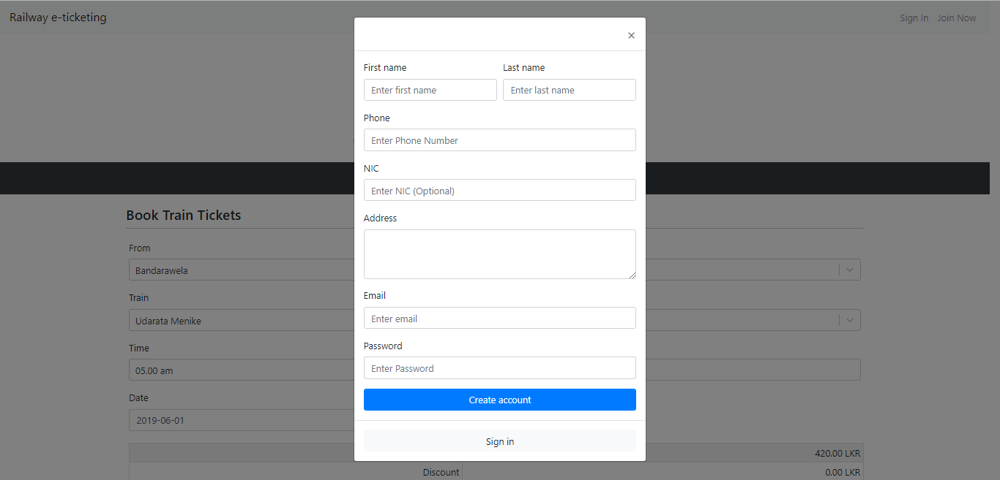 Railway e-ticketing
Sign In Join Now
×
First name Last name
Enter first name Enter last name
Phone
Enter Phone Number
NIC
Enter NIC (Optional)
Book Train Tickets
Address
From
Bandarawela
Email
Train
Enter email
Udarata Menike
Password
Time
Enter Password
05.00 am
Create account
Date
2019-06-01
Sign in
420.00 LKR
Discount 0.00 LKR